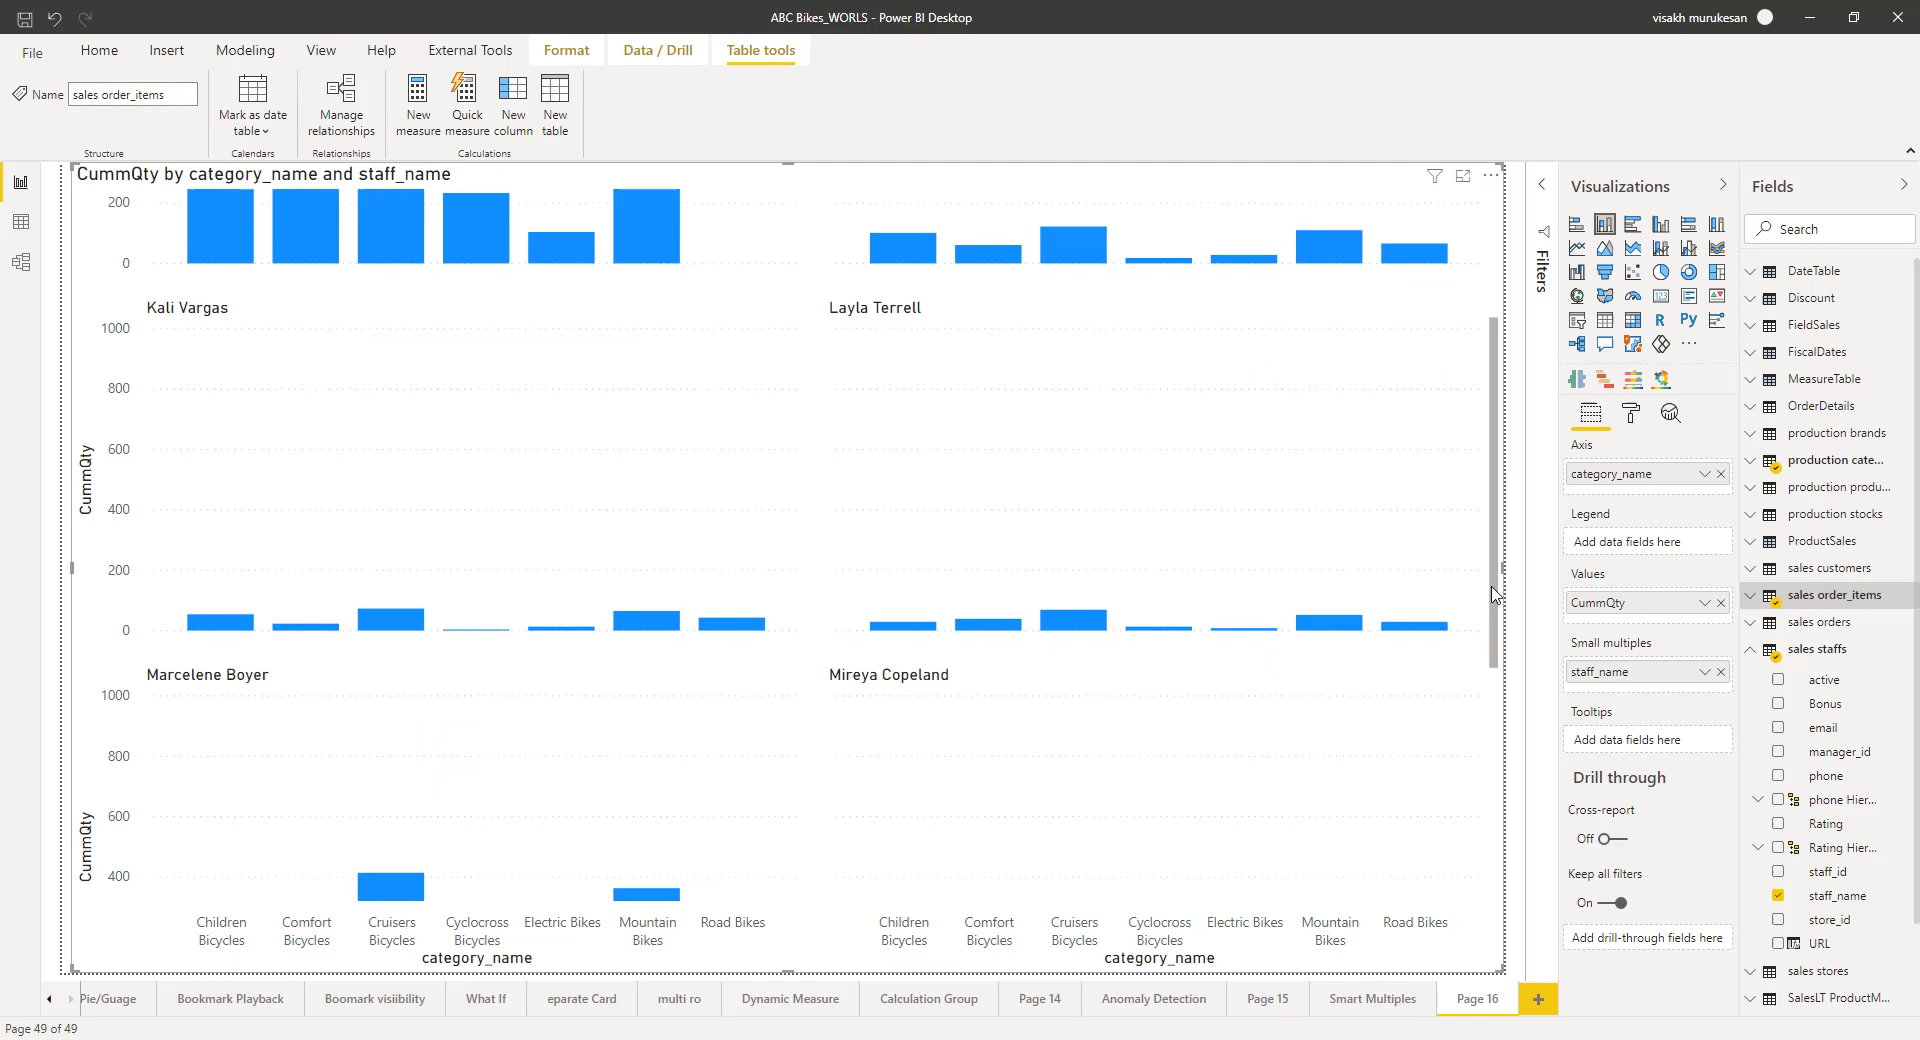 ABC Bikes_WORLS - Power BI Desktop
visakh murukesan
File
Home
Insert
Modeling
View
Help
External Tools
Format
Data / Drill
Table tools
Name
sales order_items
Mark as date
table
Manage
relationships
New
measure
Quick
measure
New
column
New
table
Structure
Calendars
Relationships
Calculations
CummQty by category_name and staff_name
200
0
Kali Vargas
Layla Terrell
1000
800
600
400
200
0
CummQty
Marcelene Boyer
Mireya Copeland
1000
800
600
400
CummQty
Children
Bicycles
Comfort
Bicycles
Cruisers
Bicycles
Cyclocross
Bicycles
Electric Bikes
Mountain
Bikes
Road Bikes
category_name
Children
Bicycles
Comfort
Bicycles
Cruisers
Bicycles
Cyclocross
Bicycles
Electric Bikes
Mountain
Bikes
Road Bikes
category_name
Filters
Visualizations
123
R
Py
Axis
category_name
Legend
Add data fields here
Values
CummQty
Small multiples
staff_name
Tooltips
Add data fields here
Drill through
Cross-report
Off
Keep all filters
On
Add drill-through fields here
Fields
Search
DateTable
Discount
FieldSales
FiscalDates
MeasureTable
OrderDetails
production brands
production cate...
production produ...
production stocks
ProductSales
sales customers
sales order_items
sales orders
sales staffs
active
Bonus
email
manager_id
phone
phone Hier...
Rating
Rating Hier...
staff_id
staff_name
store_id
URL
sales stores
SalesLT ProductM...
Pie/Guage
Bookmark Playback
Boomark visiibility
What If
eparate Card
multi ro
Dynamic Measure
Calculation Group
Page 14
Anomaly Detection
Page 15
Smart Multiples
Page 16
+
Page 49 of 49